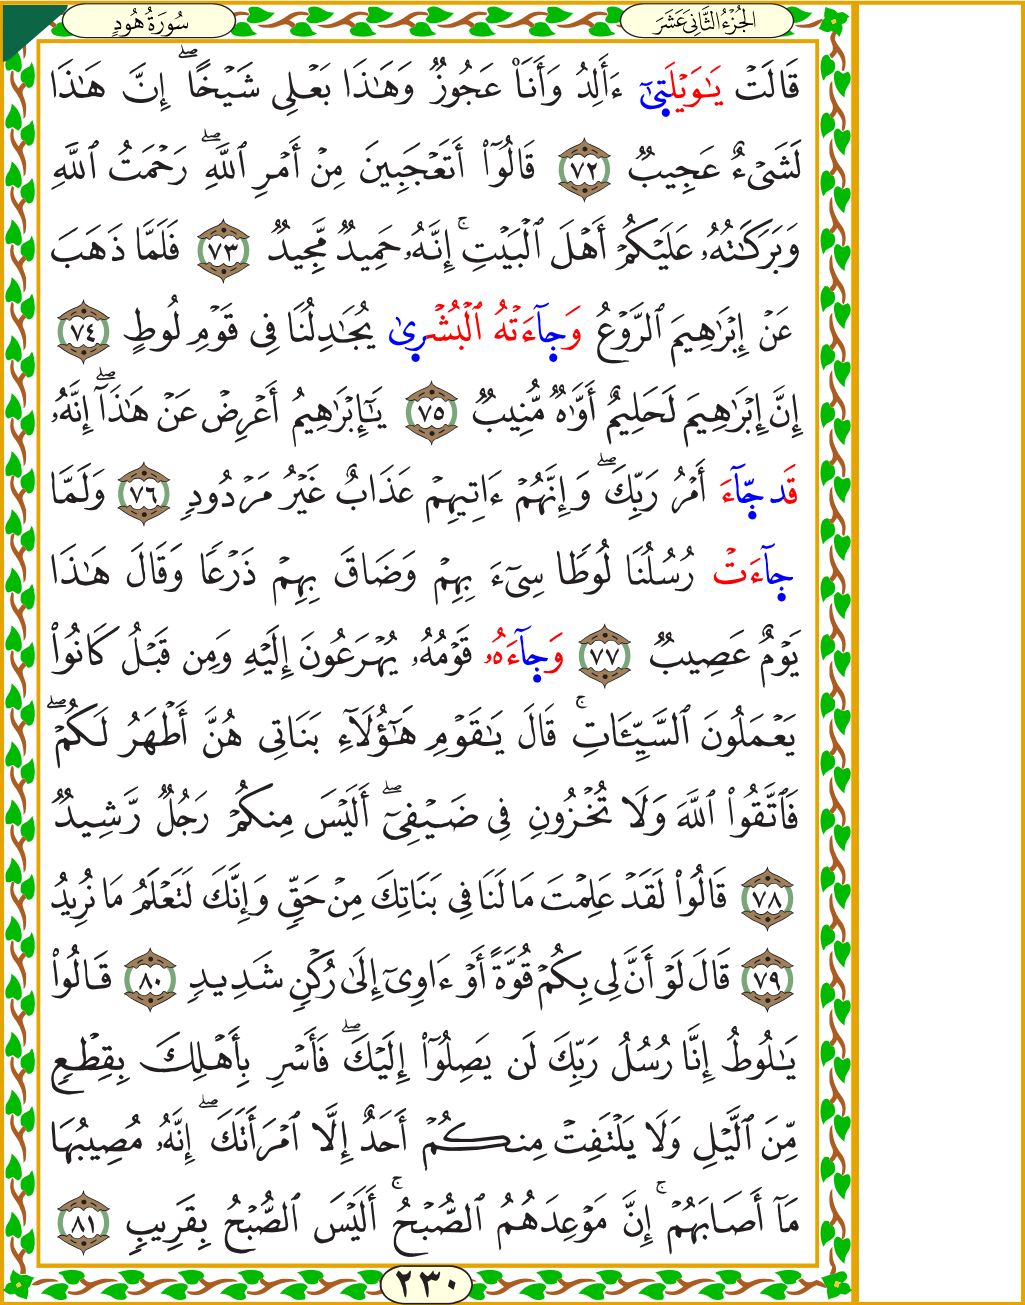 سُورَةُ هُودٍ
الجُزْءُ الثَّانِيَ عَشَرَ
قَالَتْ يَٰوَيْلَتِىٰٓ ءَأَلِدُ وَأَنَا۠ عَجُوزٌ وَهَٰذَا بَعْلِى شَيْخًا ۖ إِنَّ هَٰذَا
لَشَىْءٌ عَجِيبٌ ٧٢ قَالُوٓا۟ أَتَعْجَبِينَ مِنْ أَمْرِ ٱللَّهِ ۖ رَحْمَتُ ٱللَّهِ
وَبَرَكَٰتُهُۥ عَلَيْكُمْ أَهْلَ ٱلْبَيْتِ ۚ إِنَّهُۥ حَمِيدٌ مَّجِيدٌ ٧٣ فَلَمَّا ذَهَبَ
عَنْ إِبْرَٰهِيمَ ٱلرَّوْعُ وَجِآءَتْهُ ٱلْبُشْرِىٰ يُجَٰدِلُنَا فِى قَوْمِ لُوطٍ ٧٤
إِنَّ إِبْرَٰهِيمَ لَحَلِيمٌ أَوَّٰهٌ مُّنِيبٌ ٧٥ يَٰٓإِبْرَٰهِيمُ أَعْرِضْ عَنْ هَٰذَآ ۖ إِنَّهُۥ
قَد جِّآءَ أَمْرُ رَبِّكَ ۖ وَإِنَّهُمْ ءَاتِيهِمْ عَذَابٌ غَيْرُ مَرْدُودٍ ٧٦ وَلَمَّا
جِآءَتْ رُسُلُنَا لُوطًا سِىٓءَ بِهِمْ وَضَاقَ بِهِمْ ذَرْعًا وَقَالَ هَٰذَا
يَوْمٌ عَصِيبٌ ٧٧ وَجِآءَهُۥ قَوْمُهُۥ يُهْرَعُونَ إِلَيْهِ وَمِن قَبْلُ كَانُوا۟
يَعْمَلُونَ ٱلسَّيِّـَٔاتِ ۚ قَالَ يَٰقَوْمِ هَٰٓؤُلَآءِ بَنَاتِى هُنَّ أَطْهَرُ لَكُمْ ۖ
فَٱتَّقُوا۟ ٱللَّهَ وَلَا تُخْزُونِ فِى ضَيْفِىٓ ۖ أَلَيْسَ مِنكُمْ رَجُلٌ رَّشِيدٌ
٧٨ قَالُوا۟ لَقَدْ عَلِمْتَ مَا لَنَا فِى بَنَاتِكَ مِنْ حَقٍّ وَإِنَّكَ لَتَعْلَمُ مَا نُرِيدُ
٧٩ قَالَ لَوْ أَنَّ لِى بِكُمْ قُوَّةً أَوْ ءَاوِىٓ إِلَىٰ رُكْنٍ شَدِيدٍ ٨٠ قَالُوا۟
يَٰلُوطُ إِنَّا رُسُلُ رَبِّكَ لَن يَصِلُوٓا۟ إِلَيْكَ ۖ فَأَسْرِ بِأَهْلِكَ بِقِطْعٍ
مِّنَ ٱلَّيْلِ وَلَا يَلْتَفِتْ مِنكُمْ أَحَدٌ إِلَّا ٱمْرَأَتَكَ ۖ إِنَّهُۥ مُصِيبُهَا
مَآ أَصَابَهُمْ ۚ إِنَّ مَوْعِدَهُمُ ٱلصُّبْحُ ۚ أَلَيْسَ ٱلصُّبْحُ بِقَرِيبٍ ٨١
٢٣٠